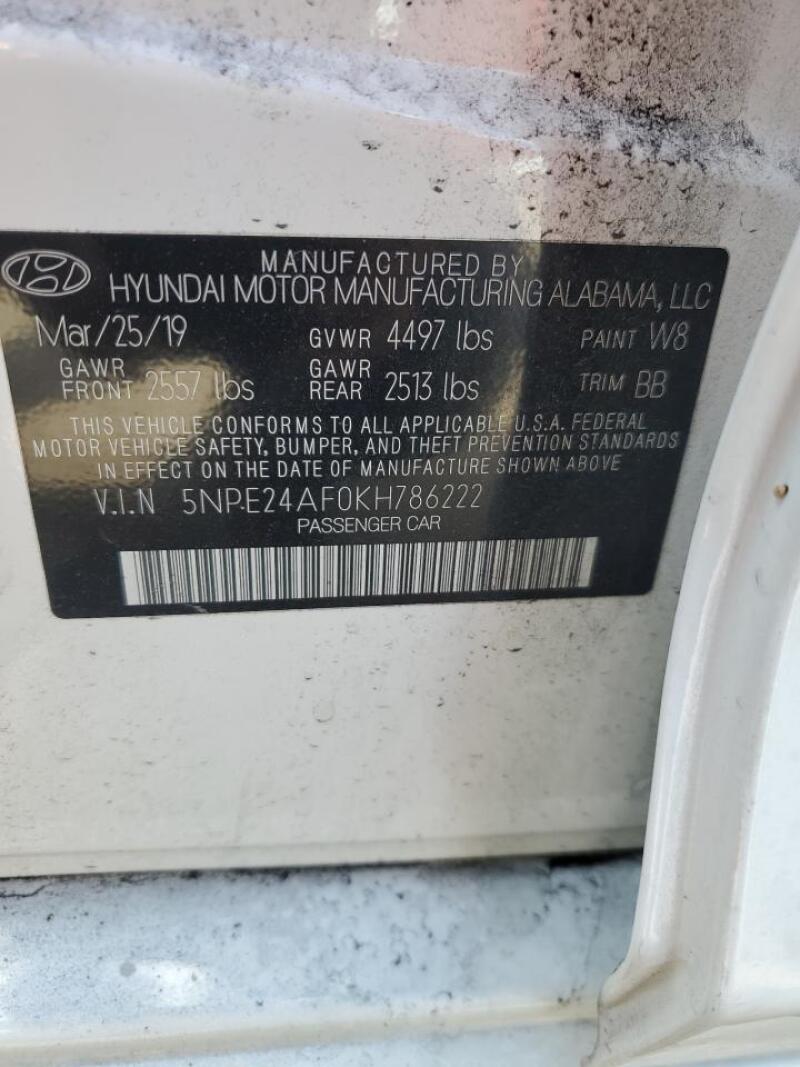 MANUFACTURED BY
HYUNDAI MOTOR MANUFACTURING ALABAMA, LLC
Mar/25/19 GVWR 4497 lbs PAINT W8
GAWR FRONT 2557 lbs GAWR REAR 2513 lbs TRIM BB
THIS VEHICLE CONFORMS TO ALL APPLICABLE U.S.A. FEDERAL
MOTOR VEHICLE SAFETY, BUMPER, AND THEFT PREVENTION STANDARDS
IN EFFECT ON THE DATE OF MANUFACTURE SHOWN ABOVE
V.I.N 5NPE24AF0KH786222
PASSENGER CAR